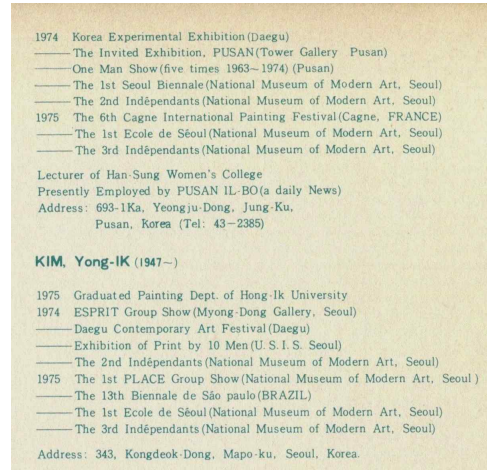 1974 Korea Experimental Exhibition(Daegu)
——The Invited Exhibition, PUSAN(Tower Gallery Pusan)
——One Man Show(five times 1963~1974)(Pusan)
——The 1st Seoul Biennale(National Museum of Modern Art, Seoul)
——The 2nd Indépendants(National Museum of Modern Art, Seoul)
1975 The 6th Cagne International Painting Festival(Cagne, FRANCE)
——The 1st Ecole de Séoul(National Museum of Modern Art, Seoul)
——The 3rd Indépendants(National Museum of Modern Art, Seoul)
Lecturer of Han-Sung Women's College
Presently Employed by PUSAN IL-BO(a daily News)
Address: 693-1Ka, Yeongju-Dong, Jung-Ku,
Pusan, Korea (Tel: 43-2385)
KIM, Yong-IK (1947~)
1975 Graduated Painting Dept. of Hong-Ik University
1974 ESPRIT Group Show(Myong-Dong Gallery, Seoul)
——Daegu Contemporary Art Festival(Daegu)
——Exhibition of Print by 10 Men(U.S.I.S. Seoul)
——The 2nd Indépendants(National Museum of Modern Art, Seoul)
1975 The 1st PLACE Group Show(National Museum of Modern Art, Seoul)
——The 13th Biennale de São paulo(BRAZIL)
——The 1st Ecole de Séoul(National Museum of Modern Art, Seoul)
——The 3rd Indépendants(National Museum of Modern Art, Seoul)
Address: 343, Kongdeok-Dong, Mapo-ku, Seoul, Korea.